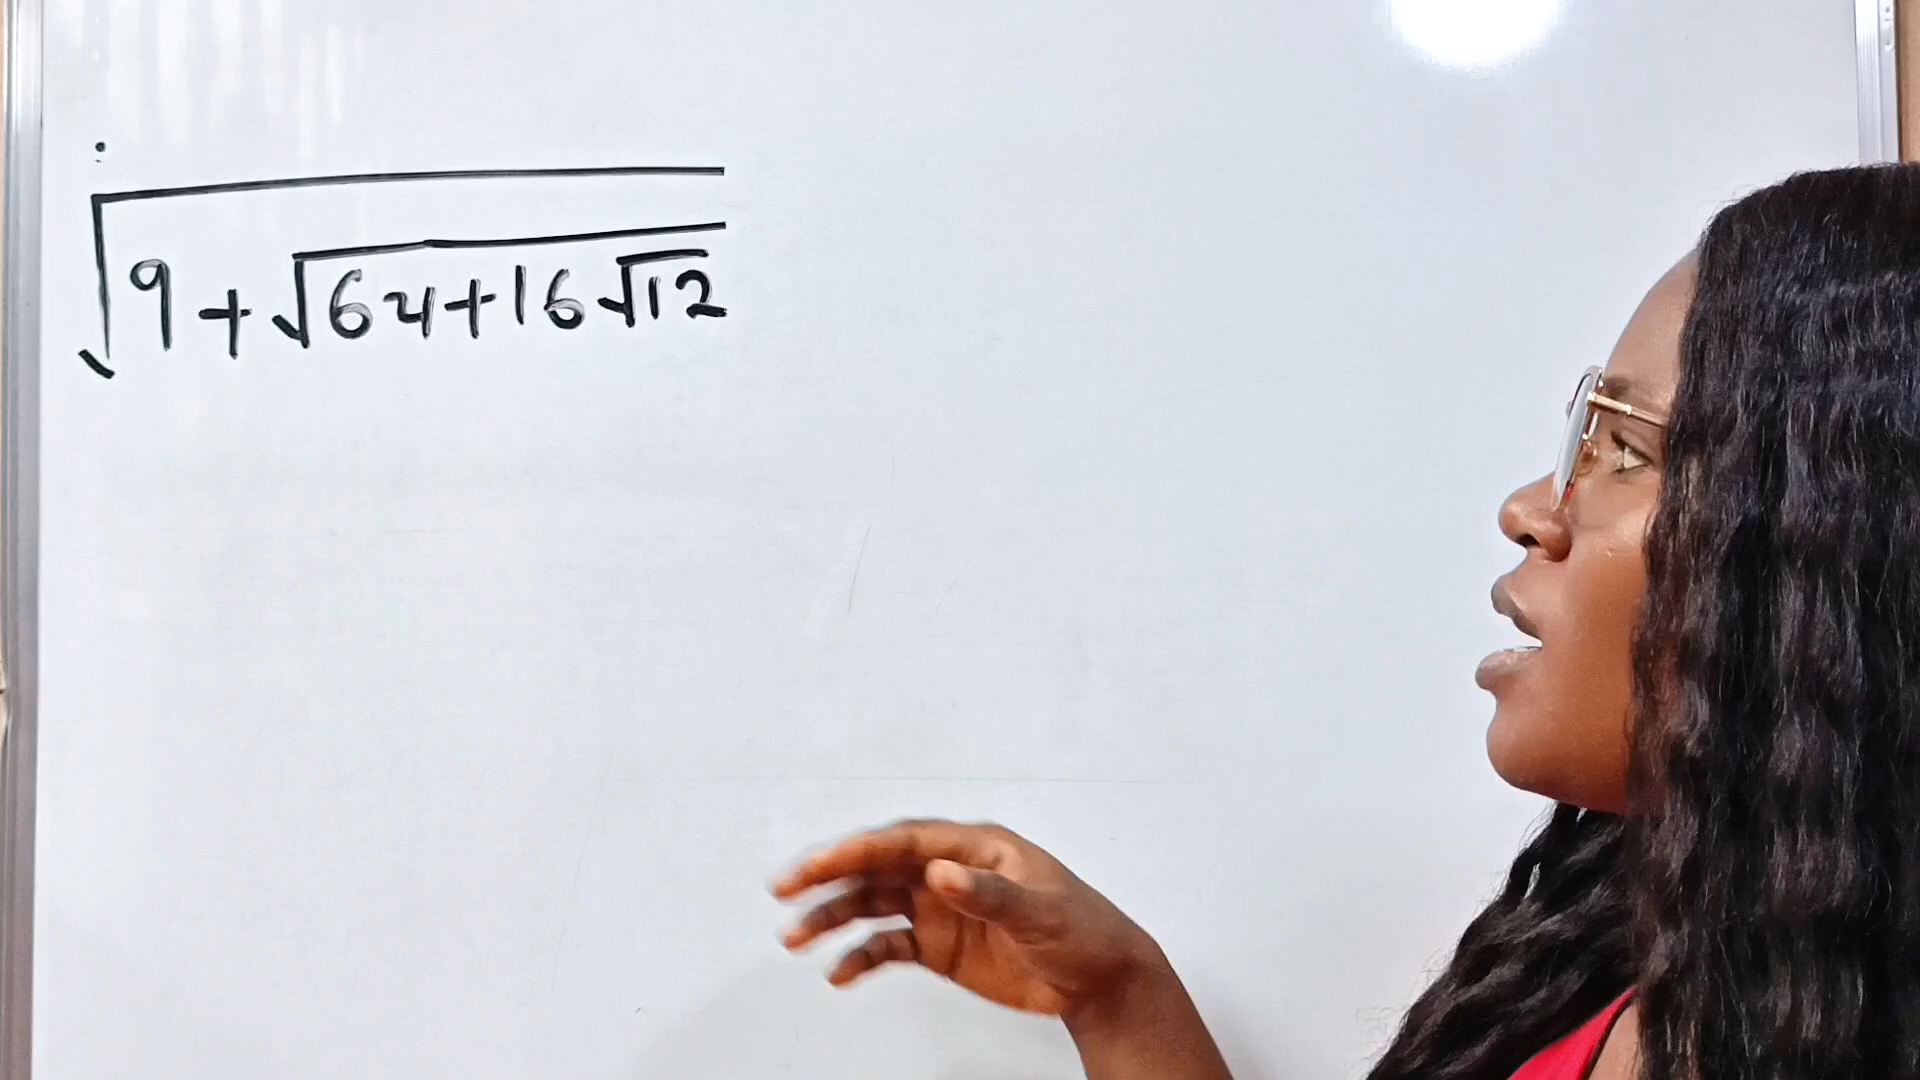 √(9 + √(64 + 16√12))